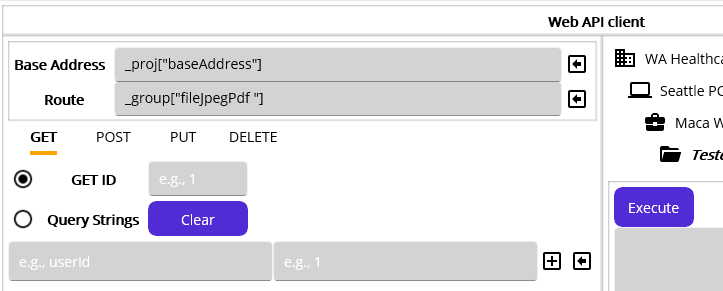 Web API client
Base Address
_proj["baseAddress"]
Route
_group["fileJpegPdf "]
GET POST PUT DELETE
GET ID
e.g., 1
Query Strings
Clear
e.g., userId
e.g., 1
WA Healthca
Seattle PO
Maca W
Teste
Execute